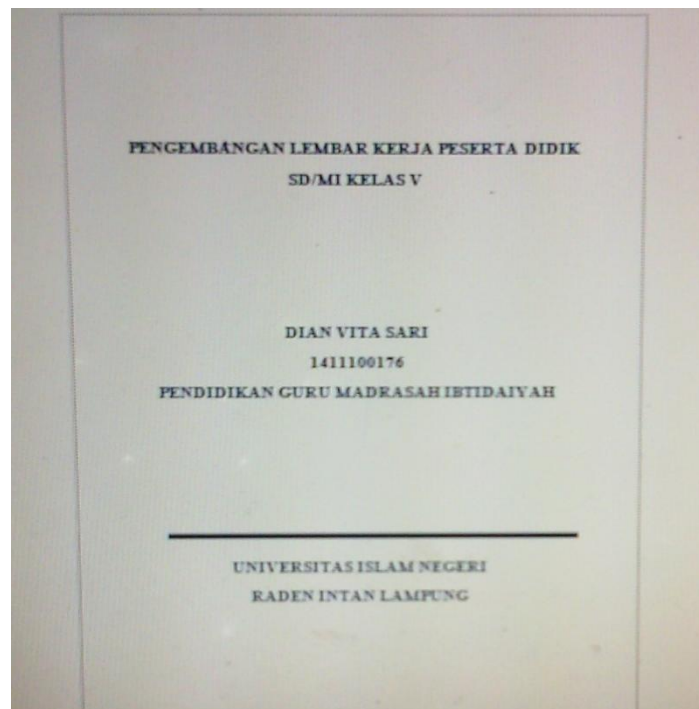 PENGEMBANGAN LEMBAR KERJA PESERTA DIDIK
SD/MI KELAS V
DIAN VITA SARI
1411100176
PENDIDIKAN GURU MADRASAH IBTIDAIYAH
UNIVERSITAS ISLAM NEGERI
RADEN INTAN LAMPUNG